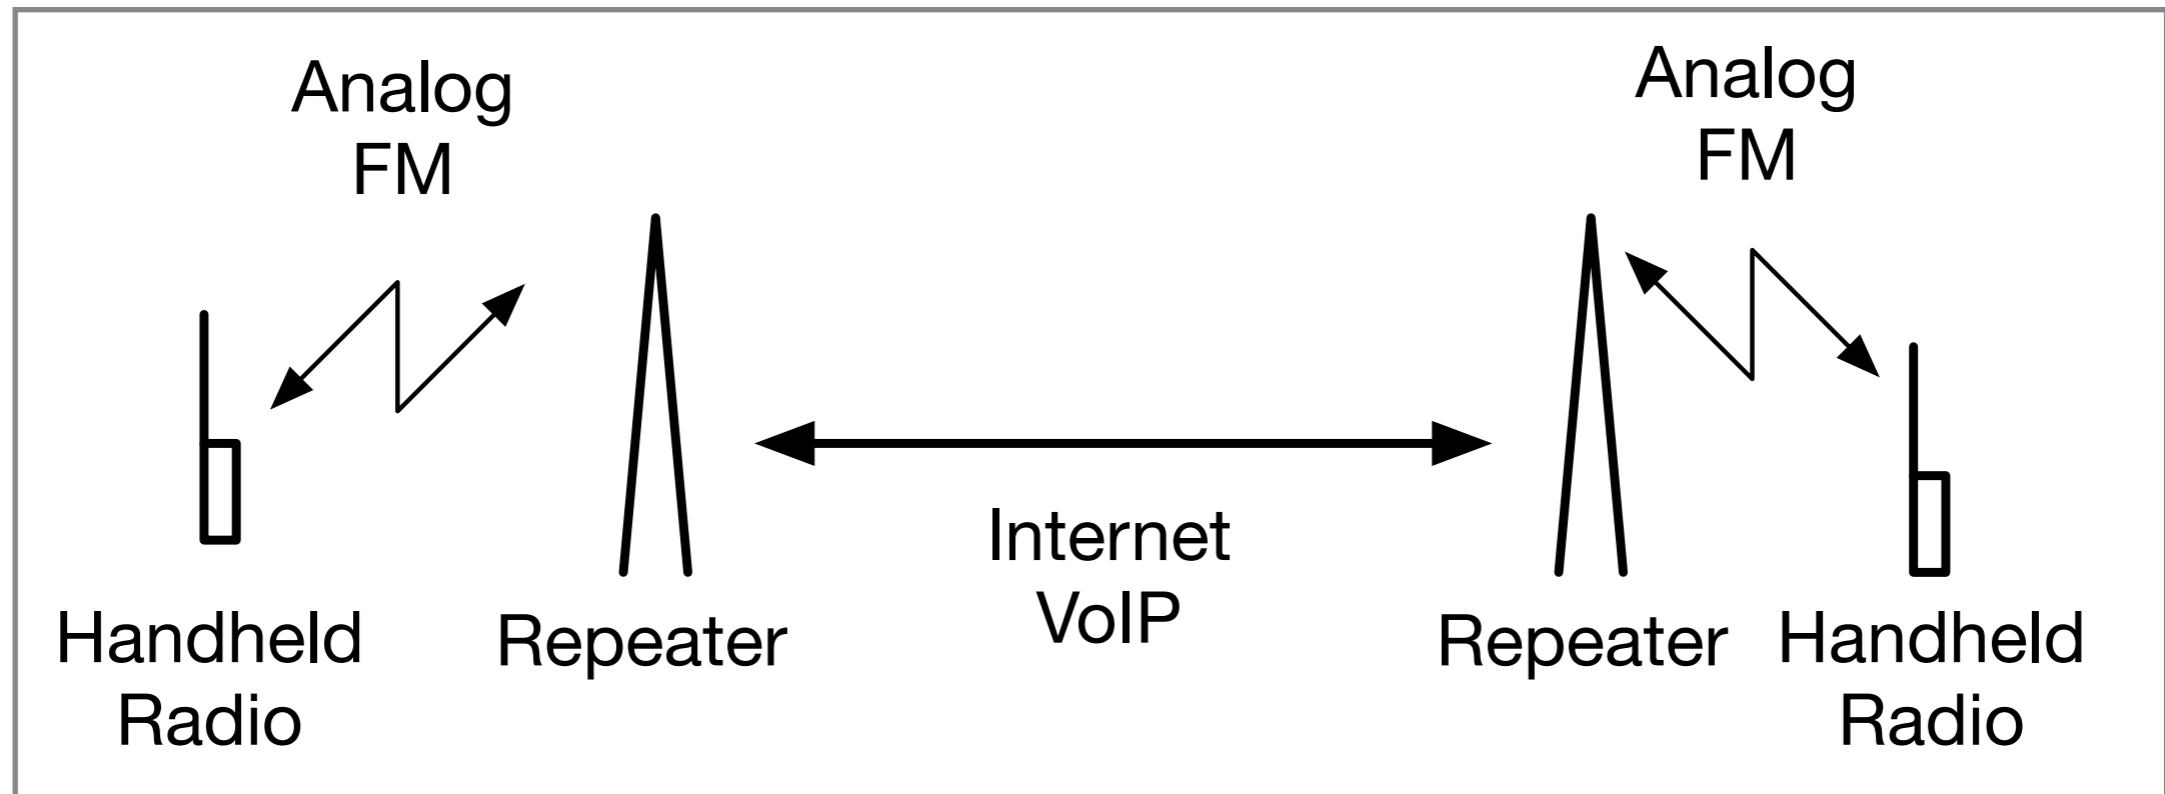 Analog
FM
Analog
FM
Internet
VoIP
Handheld
Radio
Repeater
Repeater
Handheld
Radio